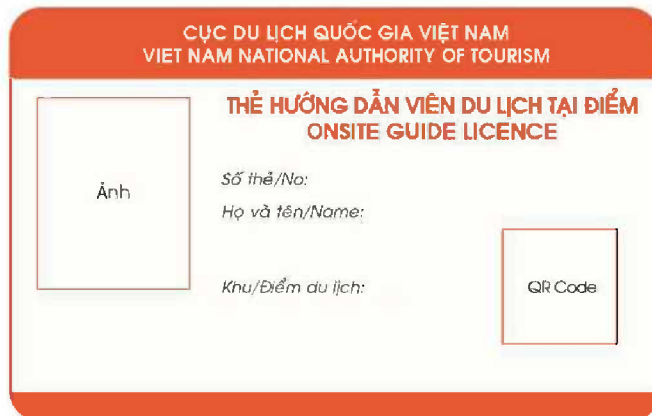 CỤC DU LỊCH QUỐC GIA VIỆT NAM
VIET NAM NATIONAL AUTHORITY OF TOURISM
THẺ HƯỚNG DẪN VIÊN DU LỊCH TẠI ĐIỂM
ONSITE GUIDE LICENCE
Ảnh
Số thẻ/No:
Họ và tên/Name:
Khu/Điểm du lịch:
QR Code